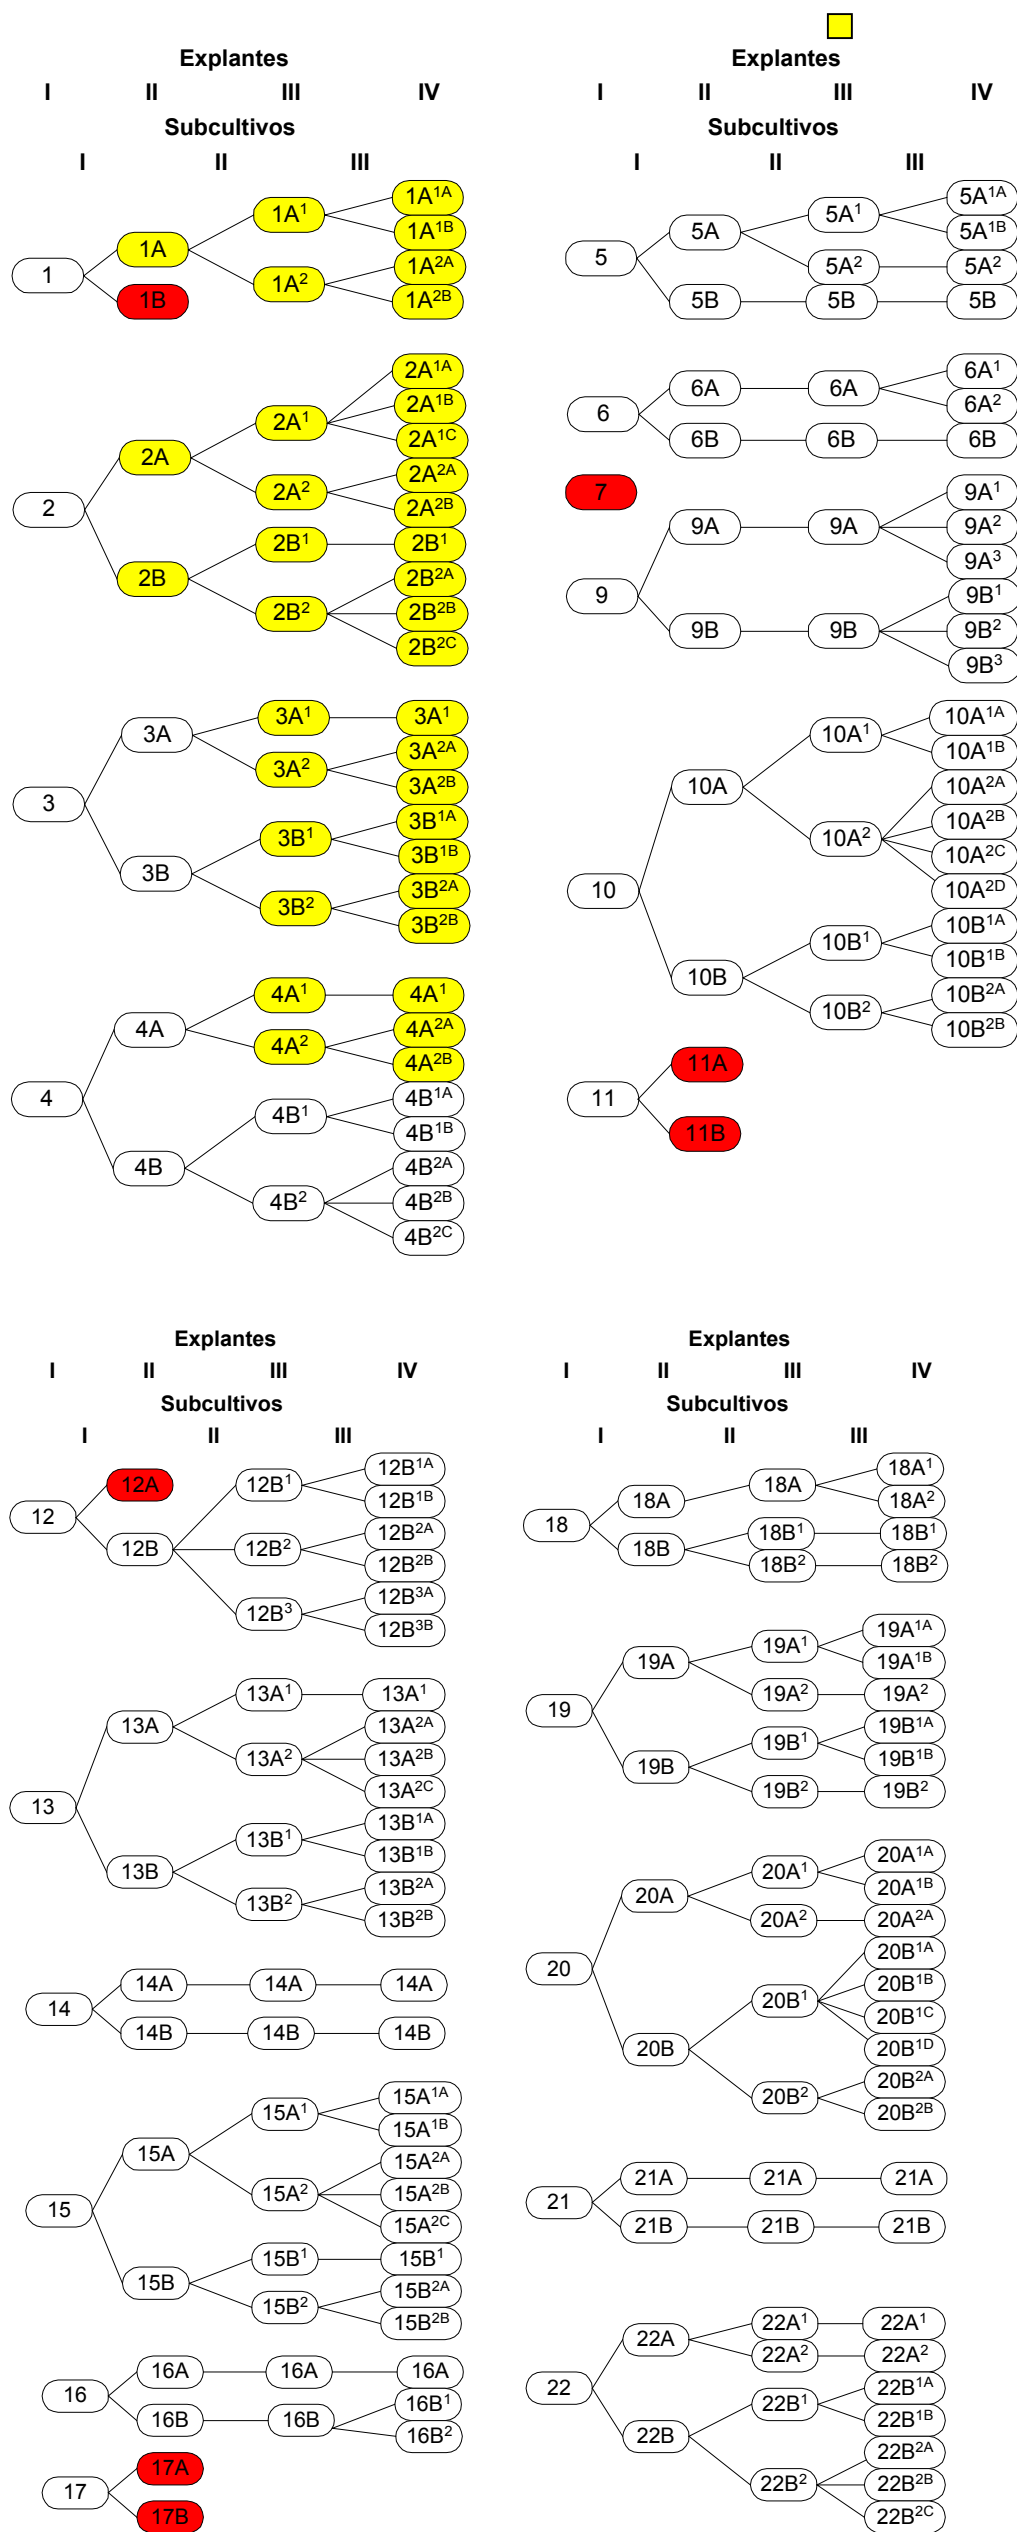 Explantes
I II III IV
Subcultivos
I II III
1 1A 1B 1A¹ 1A² 1A¹ᴬ 1A¹ᴮ 1A²ᴬ 1A²ᴮ
2 2A 2B 2A¹ 2A² 2B¹ 2B² 2A¹ᴬ 2A¹ᴮ 2A¹ꟲ 2A²ᴬ 2A²ᴮ 2B¹ 2B²ᴬ 2B²ᴮ 2B²ꟲ
3 3A 3B 3A¹ 3A² 3B¹ 3B² 3A¹ 3A²ᴬ 3A²ᴮ 3B¹ᴬ 3B¹ᴮ 3B²ᴬ 3B²ᴮ
4 4A 4B 4A¹ 4A² 4B¹ 4B² 4A¹ 4A²ᴬ 4A²ᴮ 4B¹ᴬ 4B¹ᴮ 4B²ᴬ 4B²ᴮ 4B²ꟲ
Explantes
I II III IV
Subcultivos
I II III
5 5A 5B 5A¹ 5A² 5B 5A¹ᴬ 5A¹ᴮ 5A² 5B
6 6A 6B 6A 6B 6A¹ 6A² 6B
7
9 9A 9B 9A 9B 9A¹ 9A² 9A³ 9B¹ 9B² 9B³
10 10A 10B 10A¹ 10A² 10B¹ 10B² 10A¹ᴬ 10A¹ᴮ 10A²ᴬ 10A²ᴮ 10A²ꟲ 10A²ᴰ 10B¹ᴬ 10B¹ᴮ 10B²ᴬ 10B²ᴮ
11 11A 11B
Explantes
I II III IV
Subcultivos
I II III
12 12A 12B 12B¹ 12B² 12B³ 12B¹ᴬ 12B¹ᴮ 12B²ᴬ 12B²ᴮ 12B³ᴬ 12B³ᴮ
13 13A 13B 13A¹ 13A² 13B¹ 13B² 13A¹ 13A²ᴬ 13A²ᴮ 13A²ꟲ 13B¹ᴬ 13B¹ᴮ 13B²ᴬ 13B²ᴮ
14 14A 14B 14A 14B 14A 14B
15 15A 15B 15A¹ 15A² 15B¹ 15B² 15A¹ᴬ 15A¹ᴮ 15A²ᴬ 15A²ᴮ 15A²ꟲ 15B¹ 15B²ᴬ 15B²ᴮ
16 16A 16B 16A 16B 16A 16B¹ 16B²
17 17A 17B
Explantes
I II III IV
Subcultivos
I II III
18 18A 18B 18A 18B¹ 18B² 18A¹ 18A² 18B¹ 18B²
19 19A 19B 19A¹ 19A² 19B¹ 19B² 19A¹ᴬ 19A¹ᴮ 19A² 19B¹ᴬ 19B¹ᴮ 19B²
20 20A 20B 20A¹ 20A² 20B¹ 20B² 20A¹ᴬ 20A¹ᴮ 20A²ᴬ 20B¹ᴬ 20B¹ᴮ 20B¹ꟲ 20B¹ᴰ 20B²ᴬ 20B²ᴮ
21 21A 21B 21A 21B 21A 21B
22 22A 22B 22A¹ 22A² 22B¹ 22B² 22A¹ 22A² 22B¹ᴬ 22B¹ᴮ 22B²ᴬ 22B²ᴮ 22B²ꟲ